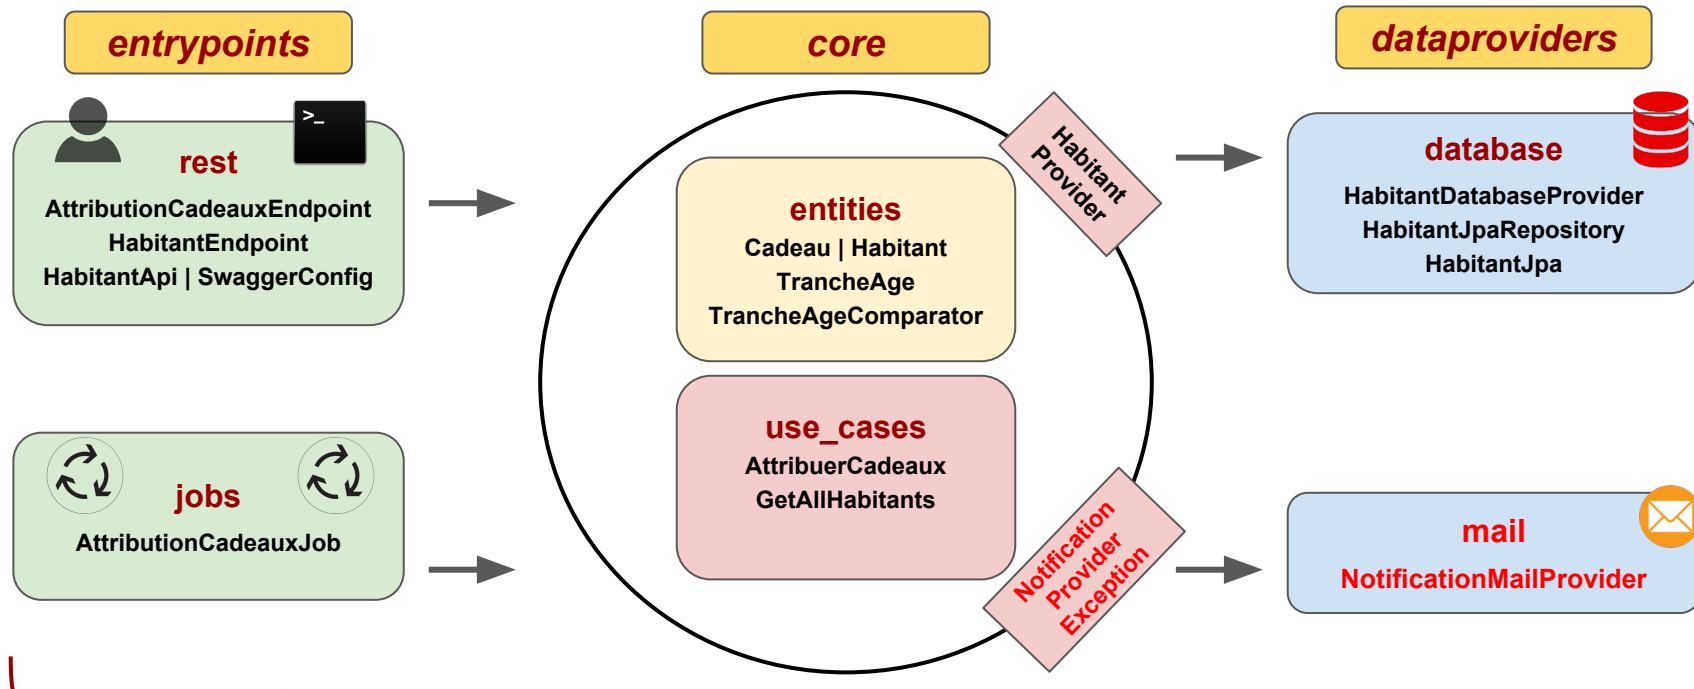 entrypoints
core
dataproviders
>_
rest
AttributionCadeauxEndpoint
HabitantEndpoint
HabitantApi | SwaggerConfig
jobs
AttributionCadeauxJob
entities
Cadeau | Habitant
TrancheAge
TrancheAgeComparator
use_cases
AttribuerCadeaux
GetAllHabitants
Habitant
Provider
Notification
Provider
Exception
database
HabitantDatabaseProvider
HabitantJpaRepository
HabitantJpa
mail
NotificationMailProvider